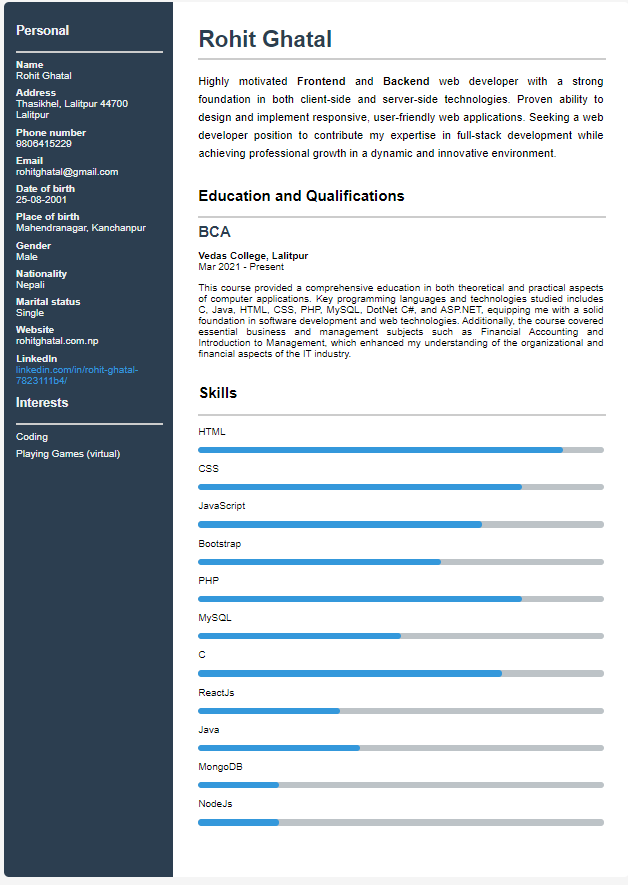 Personal
Name
Rohit Ghatal
Address
Thasikhel, Lalitpur 44700
Lalitpur
Phone number
9806415229
Email
rohitghatal@gmail.com
Date of birth
25-08-2001
Place of birth
Mahendranagar, Kanchanpur
Gender
Male
Nationality
Nepali
Marital status
Single
Website
rohitghatal.com.np
LinkedIn
linkedin.com/in/rohit-ghatal-
7823111b4/
Interests
Coding
Playing Games (virtual)
Rohit Ghatal
Highly motivated Frontend and Backend web developer with a strong
foundation in both client-side and server-side technologies. Proven ability to
design and implement responsive, user-friendly web applications. Seeking a web
developer position to contribute my expertise in full-stack development while
achieving professional growth in a dynamic and innovative environment.
Education and Qualifications
BCA
Vedas College, Lalitpur
Mar 2021 - Present
This course provided a comprehensive education in both theoretical and practical aspects
of computer applications. Key programming languages and technologies studied includes
C, Java, HTML, CSS, PHP, MySQL, DotNet C#, and ASP.NET, equipping me with a solid
foundation in software development and web technologies. Additionally, the course covered
essential business and management subjects such as Financial Accounting and
Introduction to Management, which enhanced my understanding of the organizational and
financial aspects of the IT industry.
Skills
HTML
CSS
JavaScript
Bootstrap
PHP
MySQL
C
ReactJs
Java
MongoDB
NodeJs